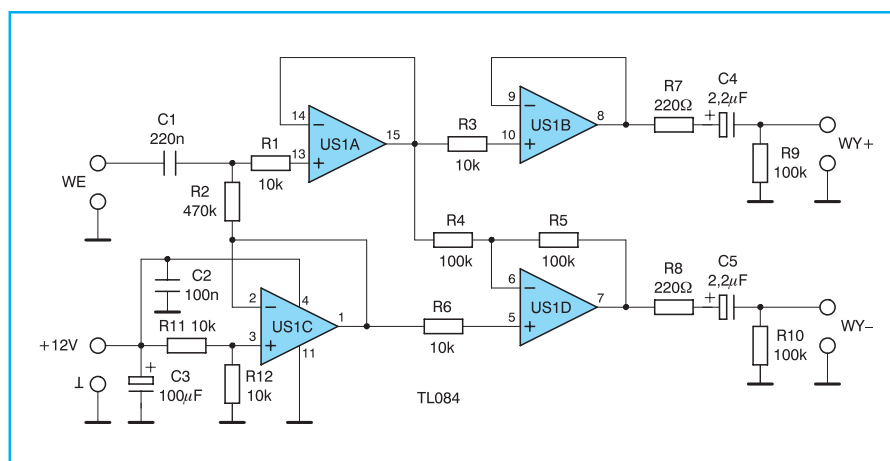 C1
220n
WE
R1
10k
R2
470k
14
13
15
US1A
R3
10k
9
10
8
US1B
R7
220Ω
C4
2,2μF
+
R9
100k
WY+
R4
100k
R5
100k
6
5
7
US1D
R8
220Ω
C5
2,2μF
+
R10
100k
WY−
C2
100n
2
3
4
1
11
US1C
R6
10k
R11 10k
+12V
⊥
+
C3
100μF
R12
10k
TL084